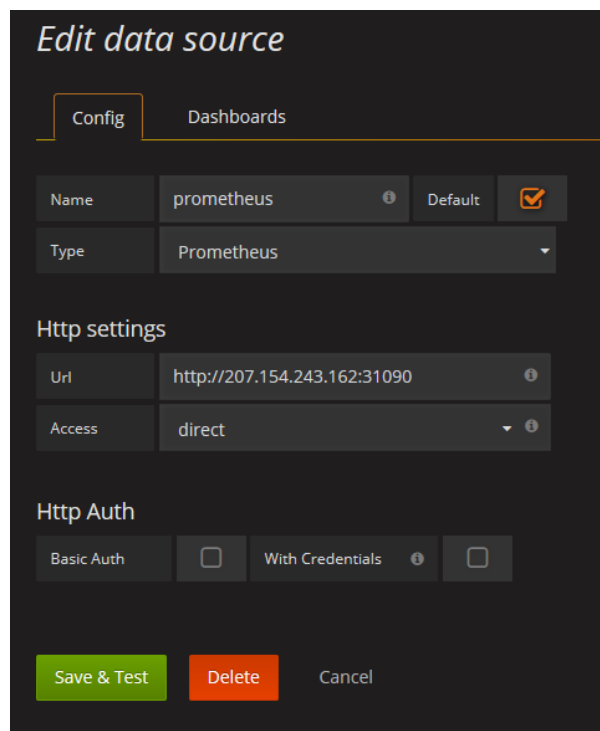 Edit data source
Config Dashboards
Name prometheus Default
Type Prometheus
Http settings
Url http://207.154.243.162:31090
Access direct
Http Auth
Basic Auth With Credentials
Save & Test Delete Cancel